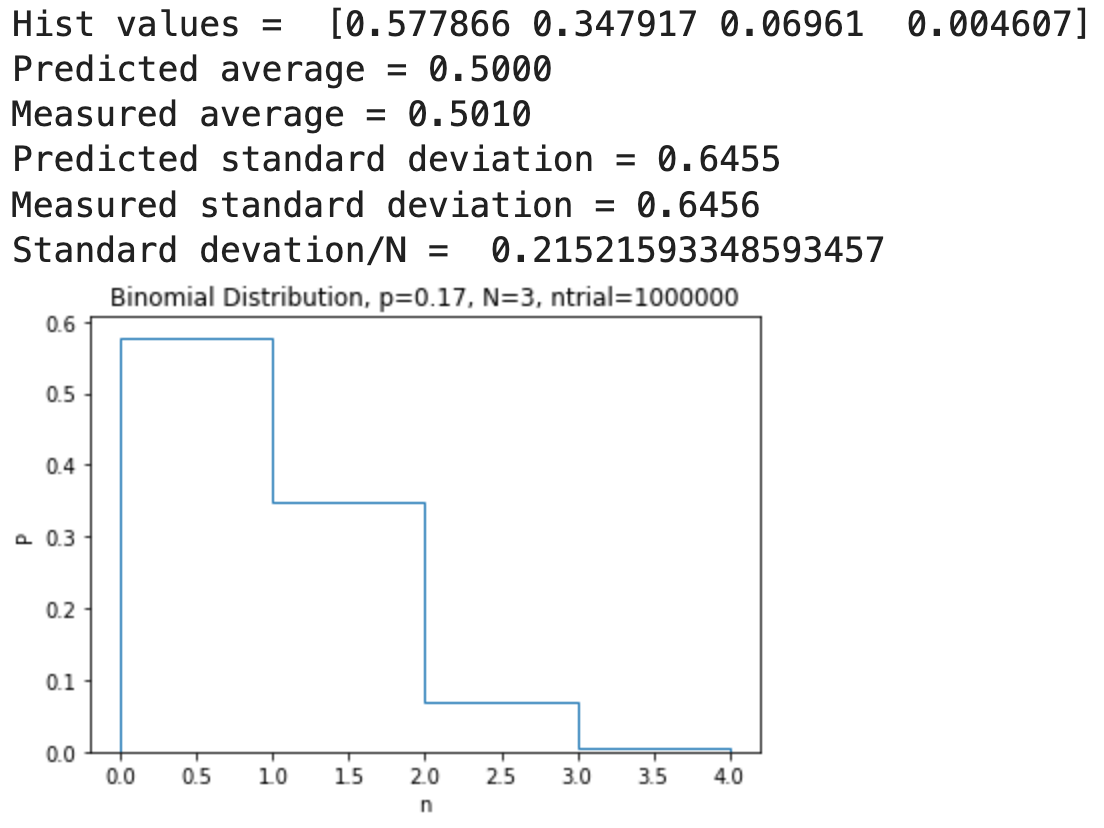 Hist values =  [0.577866 0.347917 0.06961  0.004607]
Predicted average = 0.5000
Measured average = 0.5010
Predicted standard deviation = 0.6455
Measured standard deviation = 0.6456
Standard devation/N =  0.21521593348593457
Binomial Distribution, p=0.17, N=3, ntrial=1000000
0.6
0.5
0.4
P
0.3
0.2
0.1
0.0
0.0 0.5 1.0 1.5 2.0 2.5 3.0 3.5 4.0
n